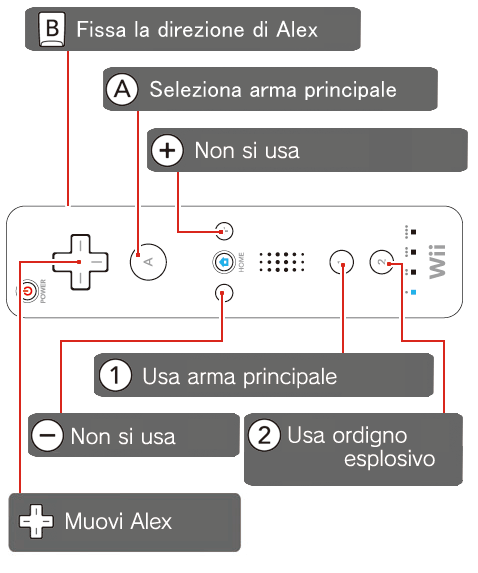 B Fissa la direzione di Alex
A Seleziona arma principale
+ Non si usa
A
HOME
POWER
1
2
Wii
1 Usa arma principale
− Non si usa
2 Usa ordigno
esplosivo
Muovi Alex